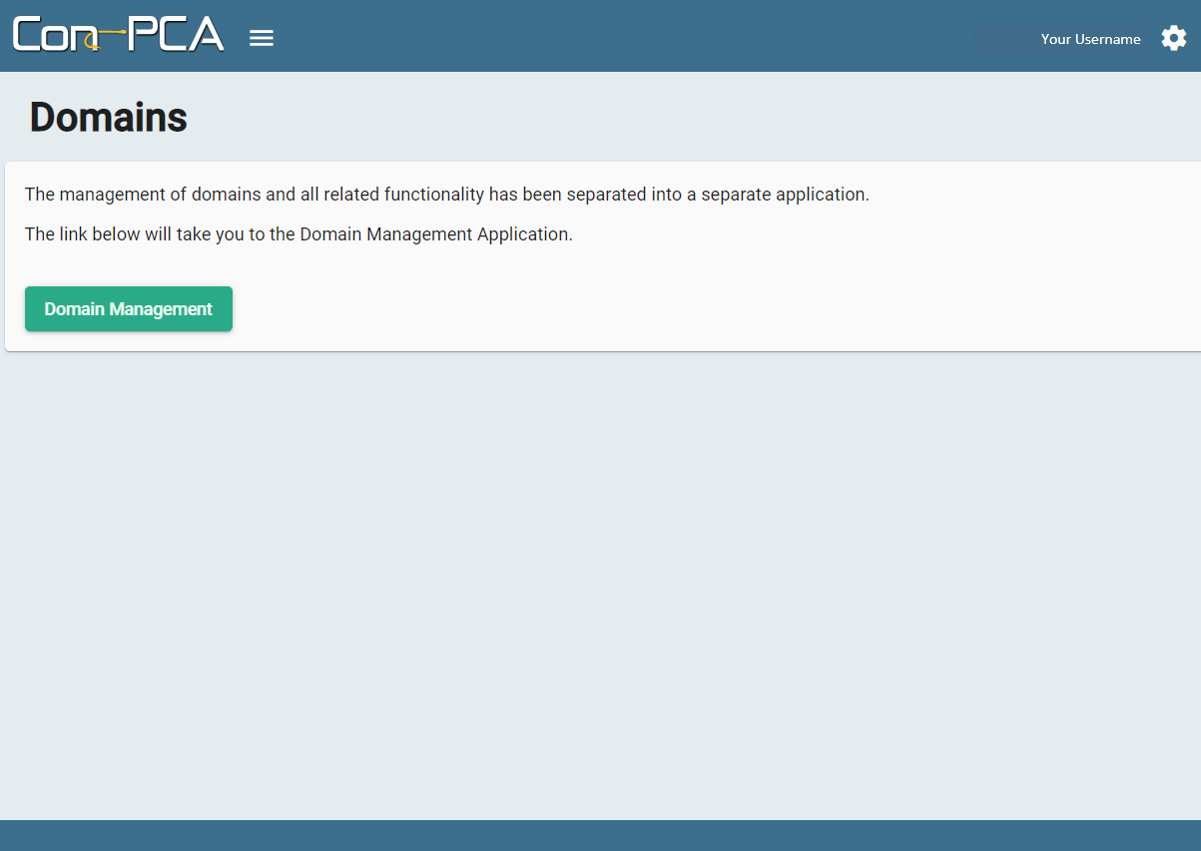 Con-PCA
Your Username
Domains
The management of domains and all related functionality has been separated into a separate application.
The link below will take you to the Domain Management Application.
Domain Management